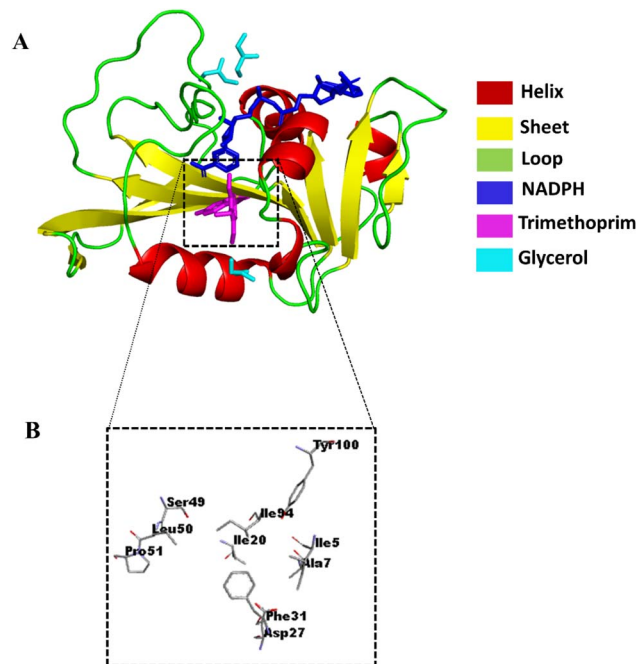 A
Helix
Sheet
Loop
NADPH
Trimethoprim
Glycerol
B
Tyr100
Ser49
Ile94
Leu50
Ile20
Ile5
Pro51
Ala7
Phe31
Asp27